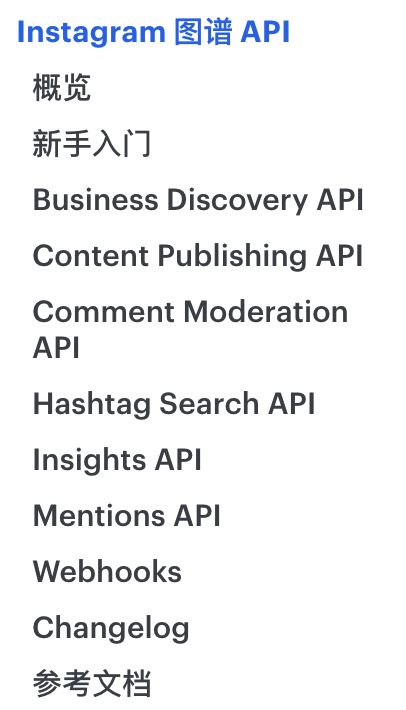 Instagram 图谱 API
概览
新手入门
Business Discovery API
Content Publishing API
Comment Moderation
API
Hashtag Search API
Insights API
Mentions API
Webhooks
Changelog
参考文档